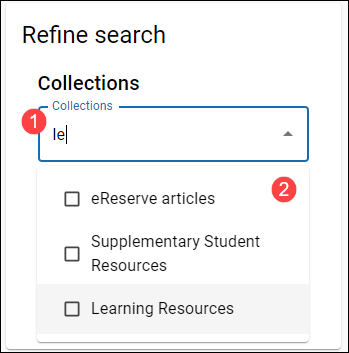 Refine search
Collections
Collections
1
le
2
eReserve articles
Supplementary Student
Resources
Learning Resources